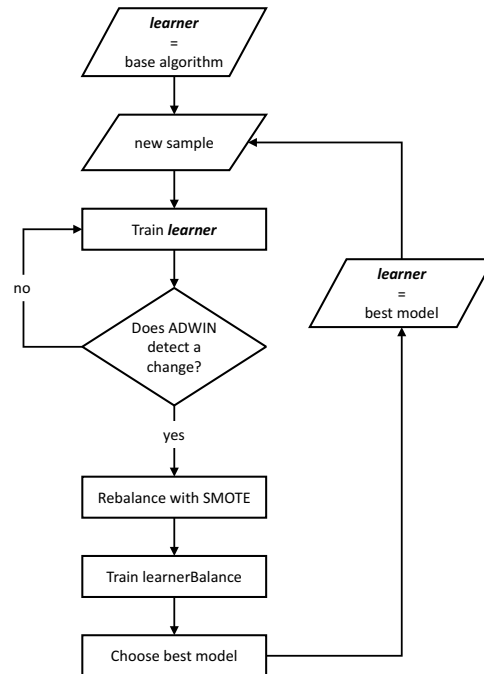 learner
=
base algorithm
new sample
Train learner
no
Does ADWIN
detect a
change?
learner
=
best model
yes
Rebalance with SMOTE
Train learnerBalance
Choose best model